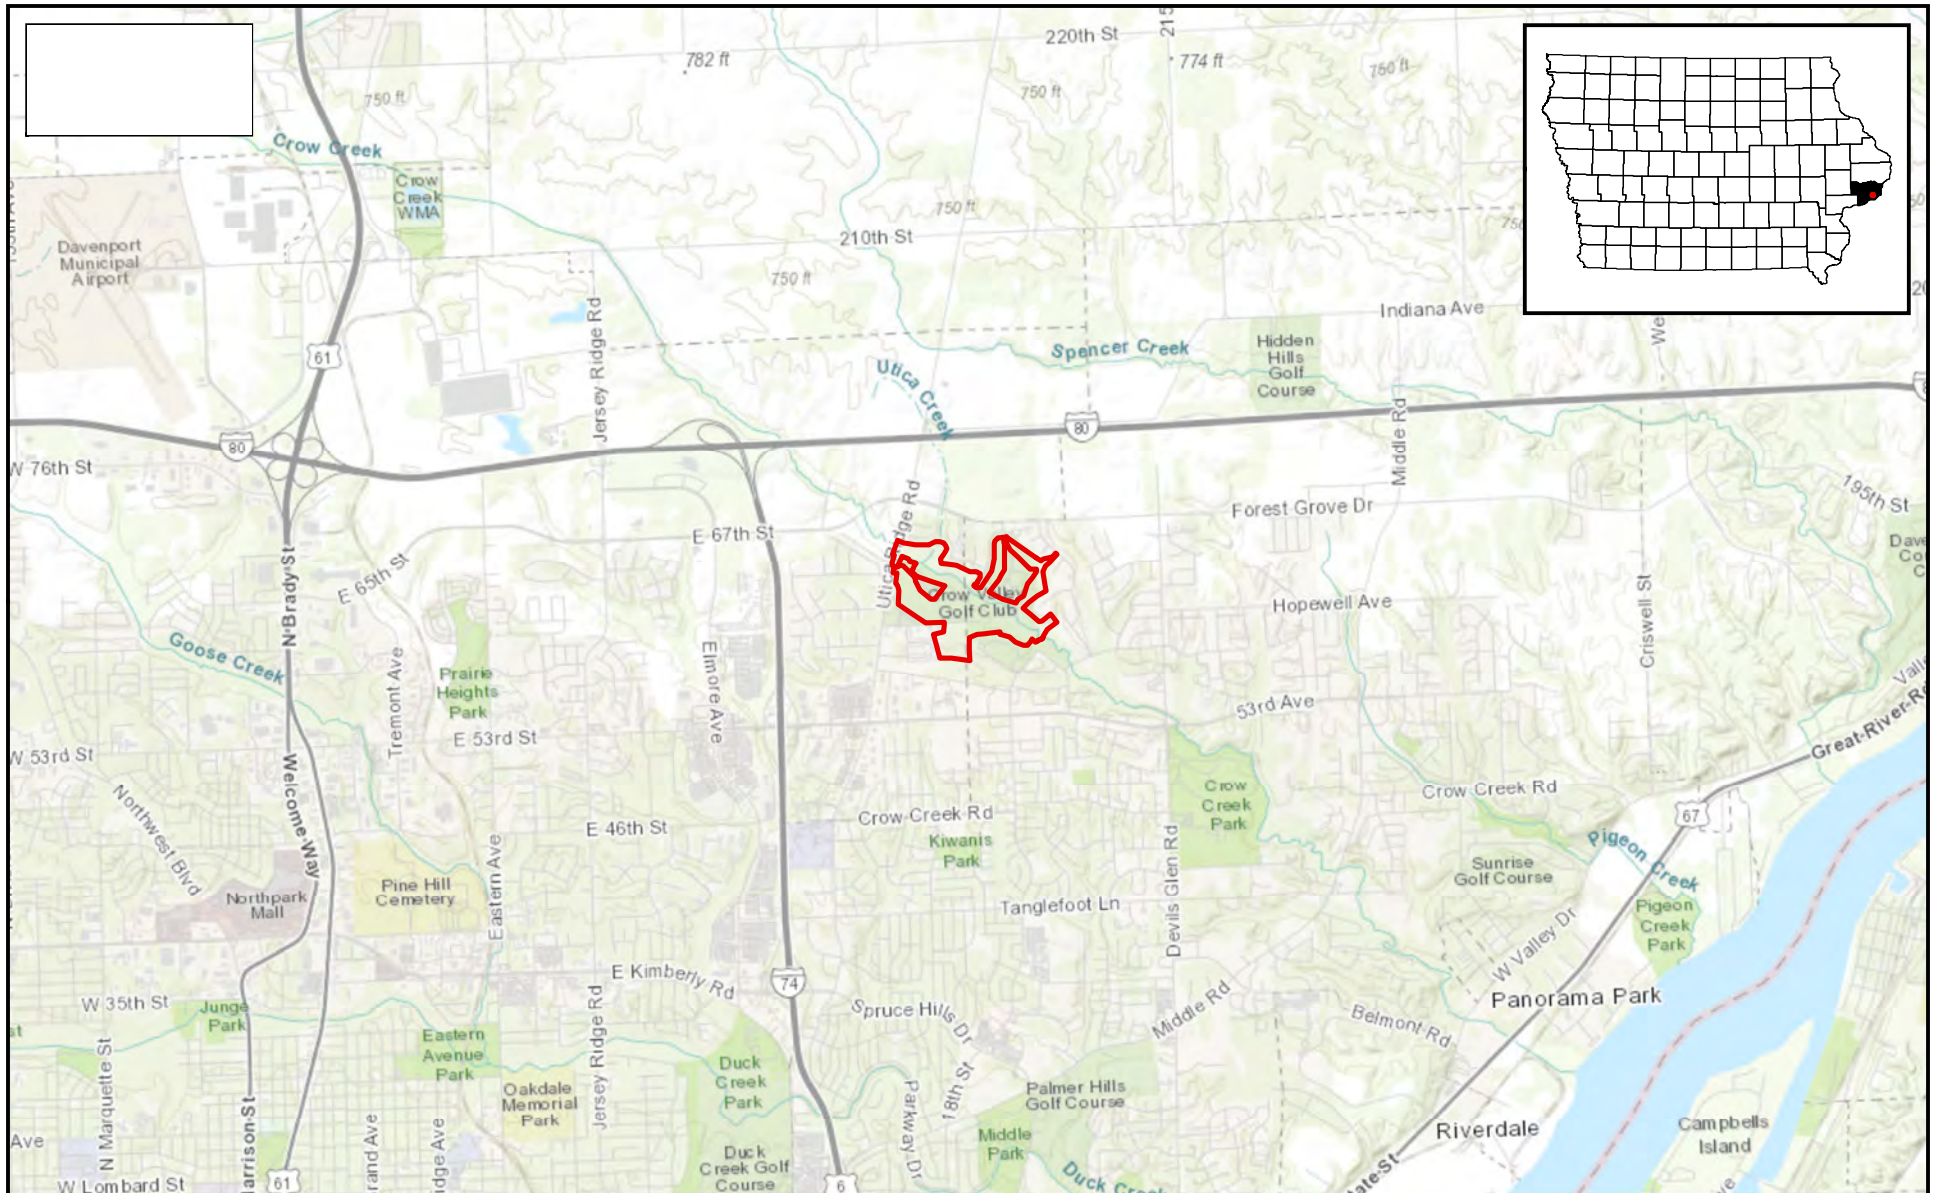 220th St
215
782 ft
774 ft
750 ft
750 ft
750 ft
Crow Creek
Crow
Creek
WMA
750 ft
210th St
Davenport
Municipal
Airport
750 ft
Jersey Ridge Rd
Indiana Ave
61
Spencer Creek
Hidden
Hills
Golf
Course
Utica Creek
80
80
Middle Rd
W 76th St
195th St
Forest Grove Dr
E 67th St
Utica Ridge Rd
N Brady St
E 65th St
Crow Valley
Golf Club
Hopewell Ave
Criswell St
Goose Creek
Tremont Ave
Elmore Ave
Prairie
Heights
Park
53rd Ave
E 53rd St
W 53rd St
Great River Rd
Welcome Way
Northwest Blvd
Crow
Creek
Park
Crow Creek Rd
Crow Creek Rd
67
E 46th St
Kiwanis
Park
Pigeon Creek
Eastern Ave
Devils Glen Rd
Sunrise
Golf Course
Northpark
Mall
Pine Hill
Cemetery
Tanglefoot Ln
Pigeon
Creek
Park
W Valley Dr
E Kimberly Rd
74
W 35th St
Junge
Park
Jersey Ridge Rd
Spruce Hills Dr
Middle Rd
Belmont Rd
Panorama Park
Eastern
Avenue
Park
N Marquette St
Duck
Creek
Park
Oakdale
Memorial
Park
Parkway Dr
18th St
Palmer Hills
Golf Course
Middle
Park
Riverdale
Campbells
Island
Duck
Creek Golf
Course
Duck Creek
W Lombard St
61
6